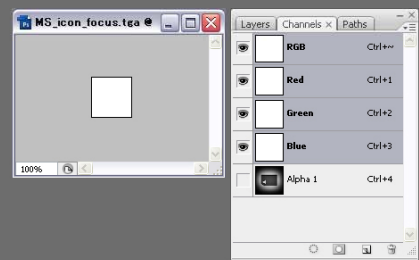 MS_icon_focus.tga @
100%
Layers Channels × Paths
RGB Ctrl+~
Red Ctrl+1
Green Ctrl+2
Blue Ctrl+3
Alpha 1 Ctrl+4